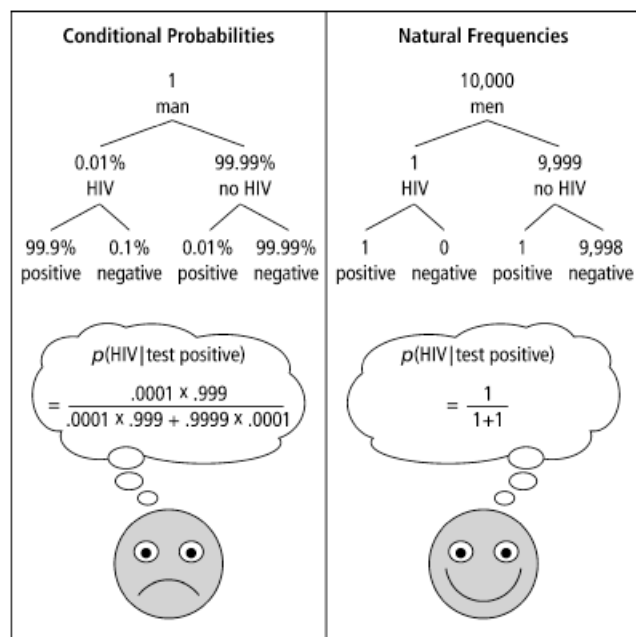 Conditional Probabilities
1
man
0.01% 99.99%
HIV no HIV
99.9% 0.1% 0.01% 99.99%
positive negative positive negative
p(HIV|test positive)
.0001 x .999
=
.0001 x .999 + .9999 x .0001
Natural Frequencies
10,000
men
1 9,999
HIV no HIV
1 0 1 9,998
positive negative positive negative
p(HIV|test positive)
1
=
1+1